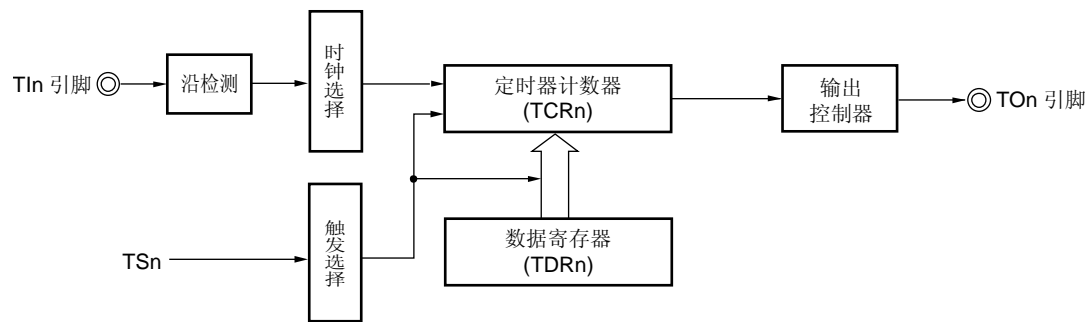 TIn 引脚
沿检测
时钟选择
定时器计数器
(TCRn)
输出
控制器
TOn 引脚
TSn
触发选择
数据寄存器
(TDRn)